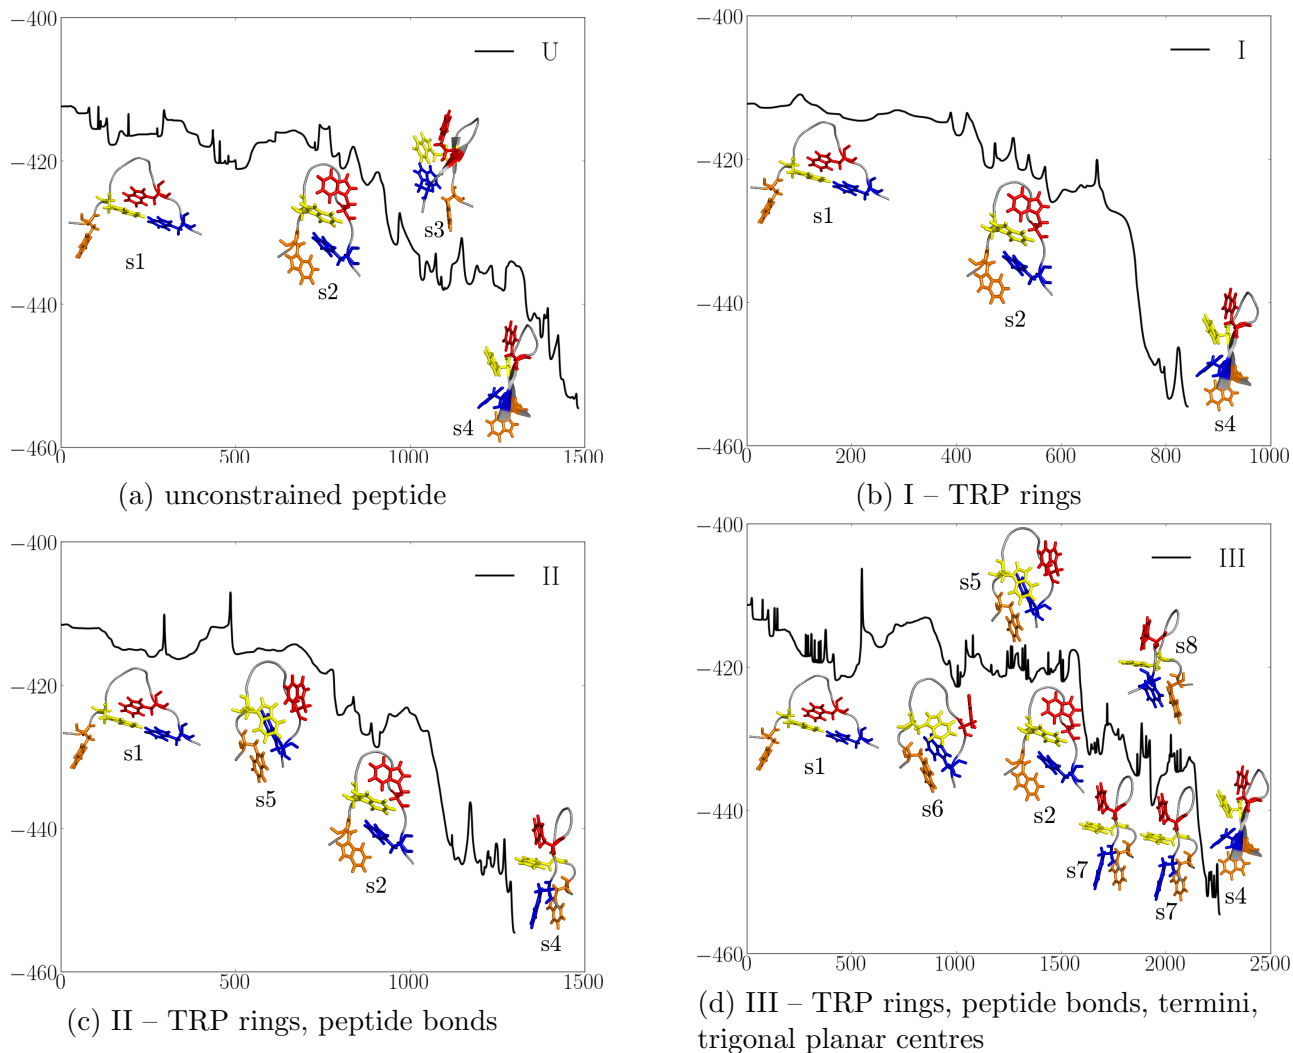 −400
−420
−440
−460
0
500
1000
1500
U
s1
s2
s3
s4
(a) unconstrained peptide
−400
−420
−440
−460
0
200
400
600
800
1000
I
s1
s2
s4
(b) I – TRP rings
−400
−420
−440
−460
0
500
1000
1500
II
s1
s5
s2
s4
(c) II – TRP rings, peptide bonds
−400
−420
−440
−460
0
500
1000
1500
2000
2500
III
s5
s8
s1
s6
s2
s7
s7
s4
(d) III – TRP rings, peptide bonds, termini,
trigonal planar centres